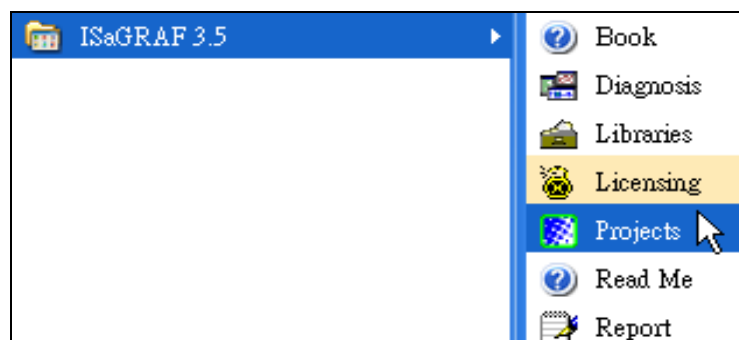 ISaGRAF 3.5
Book
Diagnosis
Libraries
Licensing
Projects
Read Me
Report